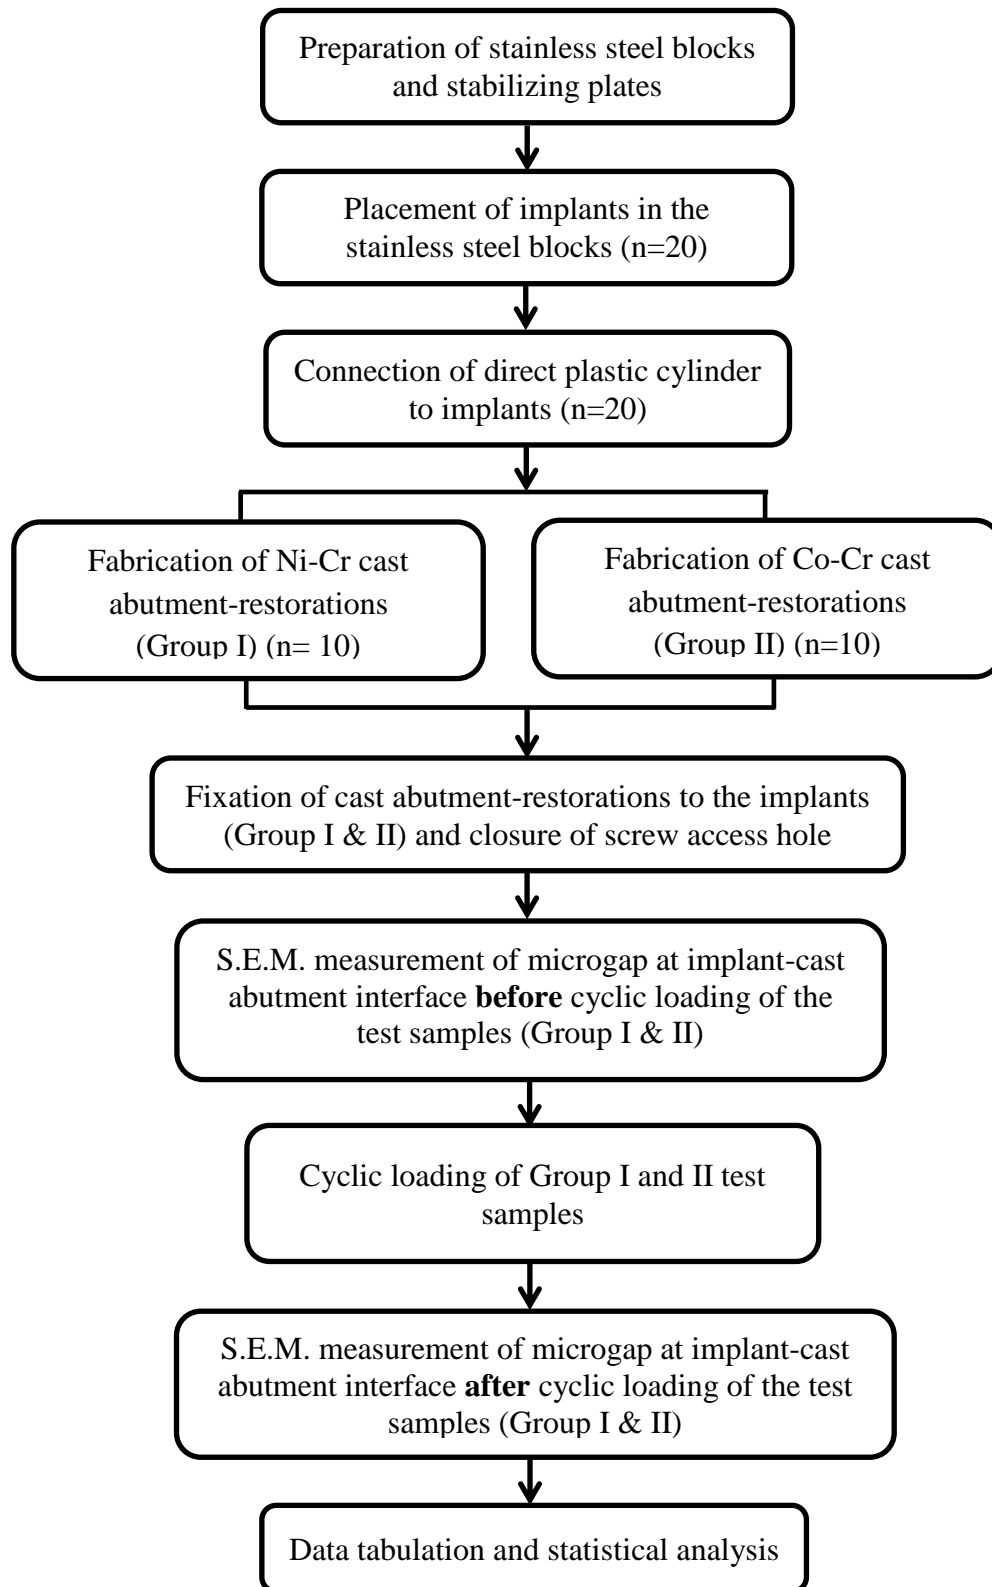 Preparation of stainless steel blocks
and stabilizing plates
Placement of implants in the
stainless steel blocks (n=20)
Connection of direct plastic cylinder
to implants (n=20)
Fabrication of Ni-Cr cast
abutment-restorations
(Group I) (n= 10)
Fabrication of Co-Cr cast
abutment-restorations
(Group II) (n=10)
Fixation of cast abutment-restorations to the implants
(Group I & II) and closure of screw access hole
S.E.M. measurement of microgap at implant-cast
abutment interface before cyclic loading of the
test samples (Group I & II)
Cyclic loading of Group I and II test
samples
S.E.M. measurement of microgap at implant-cast
abutment interface after cyclic loading of the test
samples (Group I & II)
Data tabulation and statistical analysis